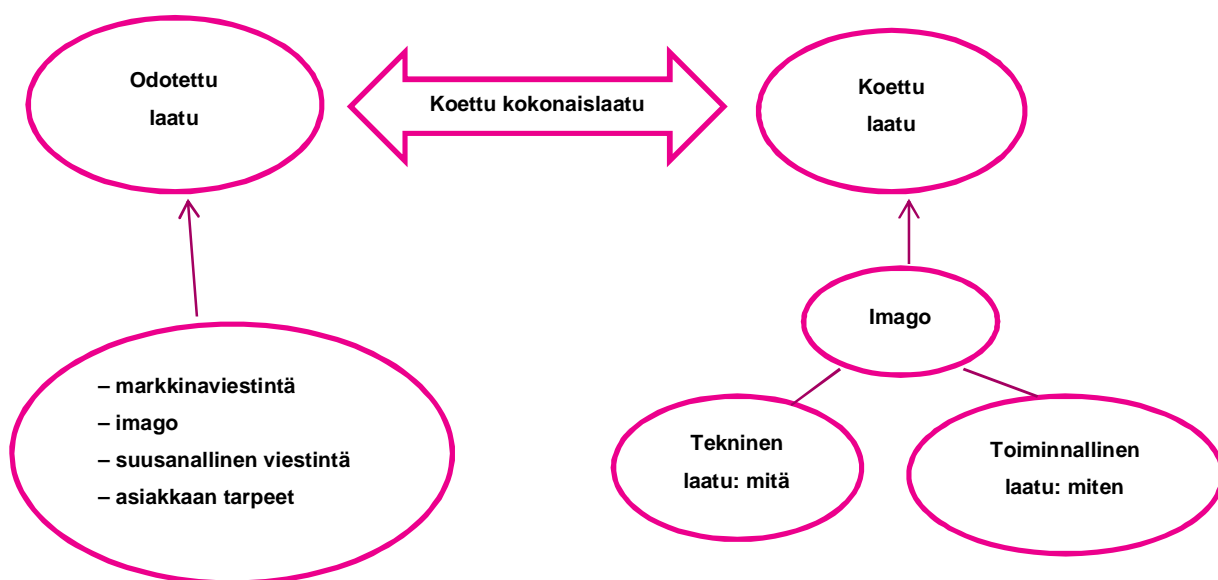 Odotettu
laatu
Koettu kokonaislaatu
Koettu
laatu
Imago
– markkinaviestintä
– imago
– suusanallinen viestintä
– asiakkaan tarpeet
Tekninen
laatu: mitä
Toiminnallinen
laatu: miten